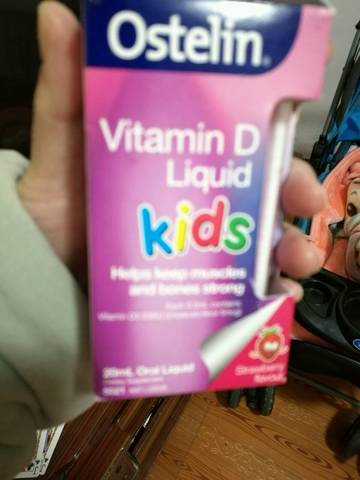 Ostelin
Vitamin D
Liquid
kids
Helps keep muscles
and bones strong
20mL Oral Liquid
Strawberry
flavour